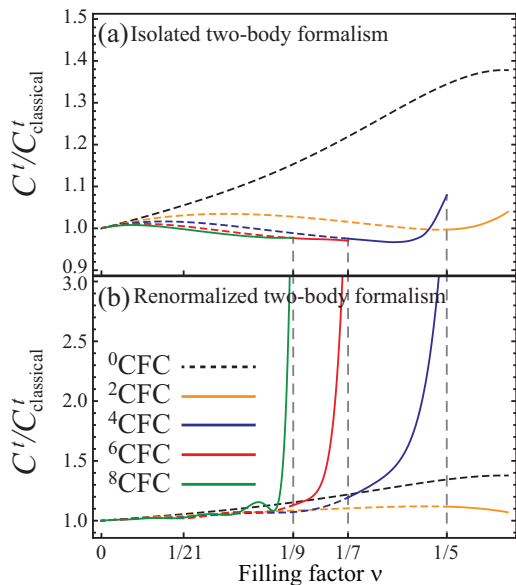 (a) Isolated two-body formalism
1.5
1.4
1.3
1.2
1.1
1.0
0.9
C^t/C^t_classical
(b) Renormalized two-body formalism
3.0
2.5
2.0
1.5
1.0
C^t/C^t_classical
⁰CFC
²CFC
⁴CFC
⁶CFC
⁸CFC
0 1/21 1/9 1/7 1/5
Filling factor ν